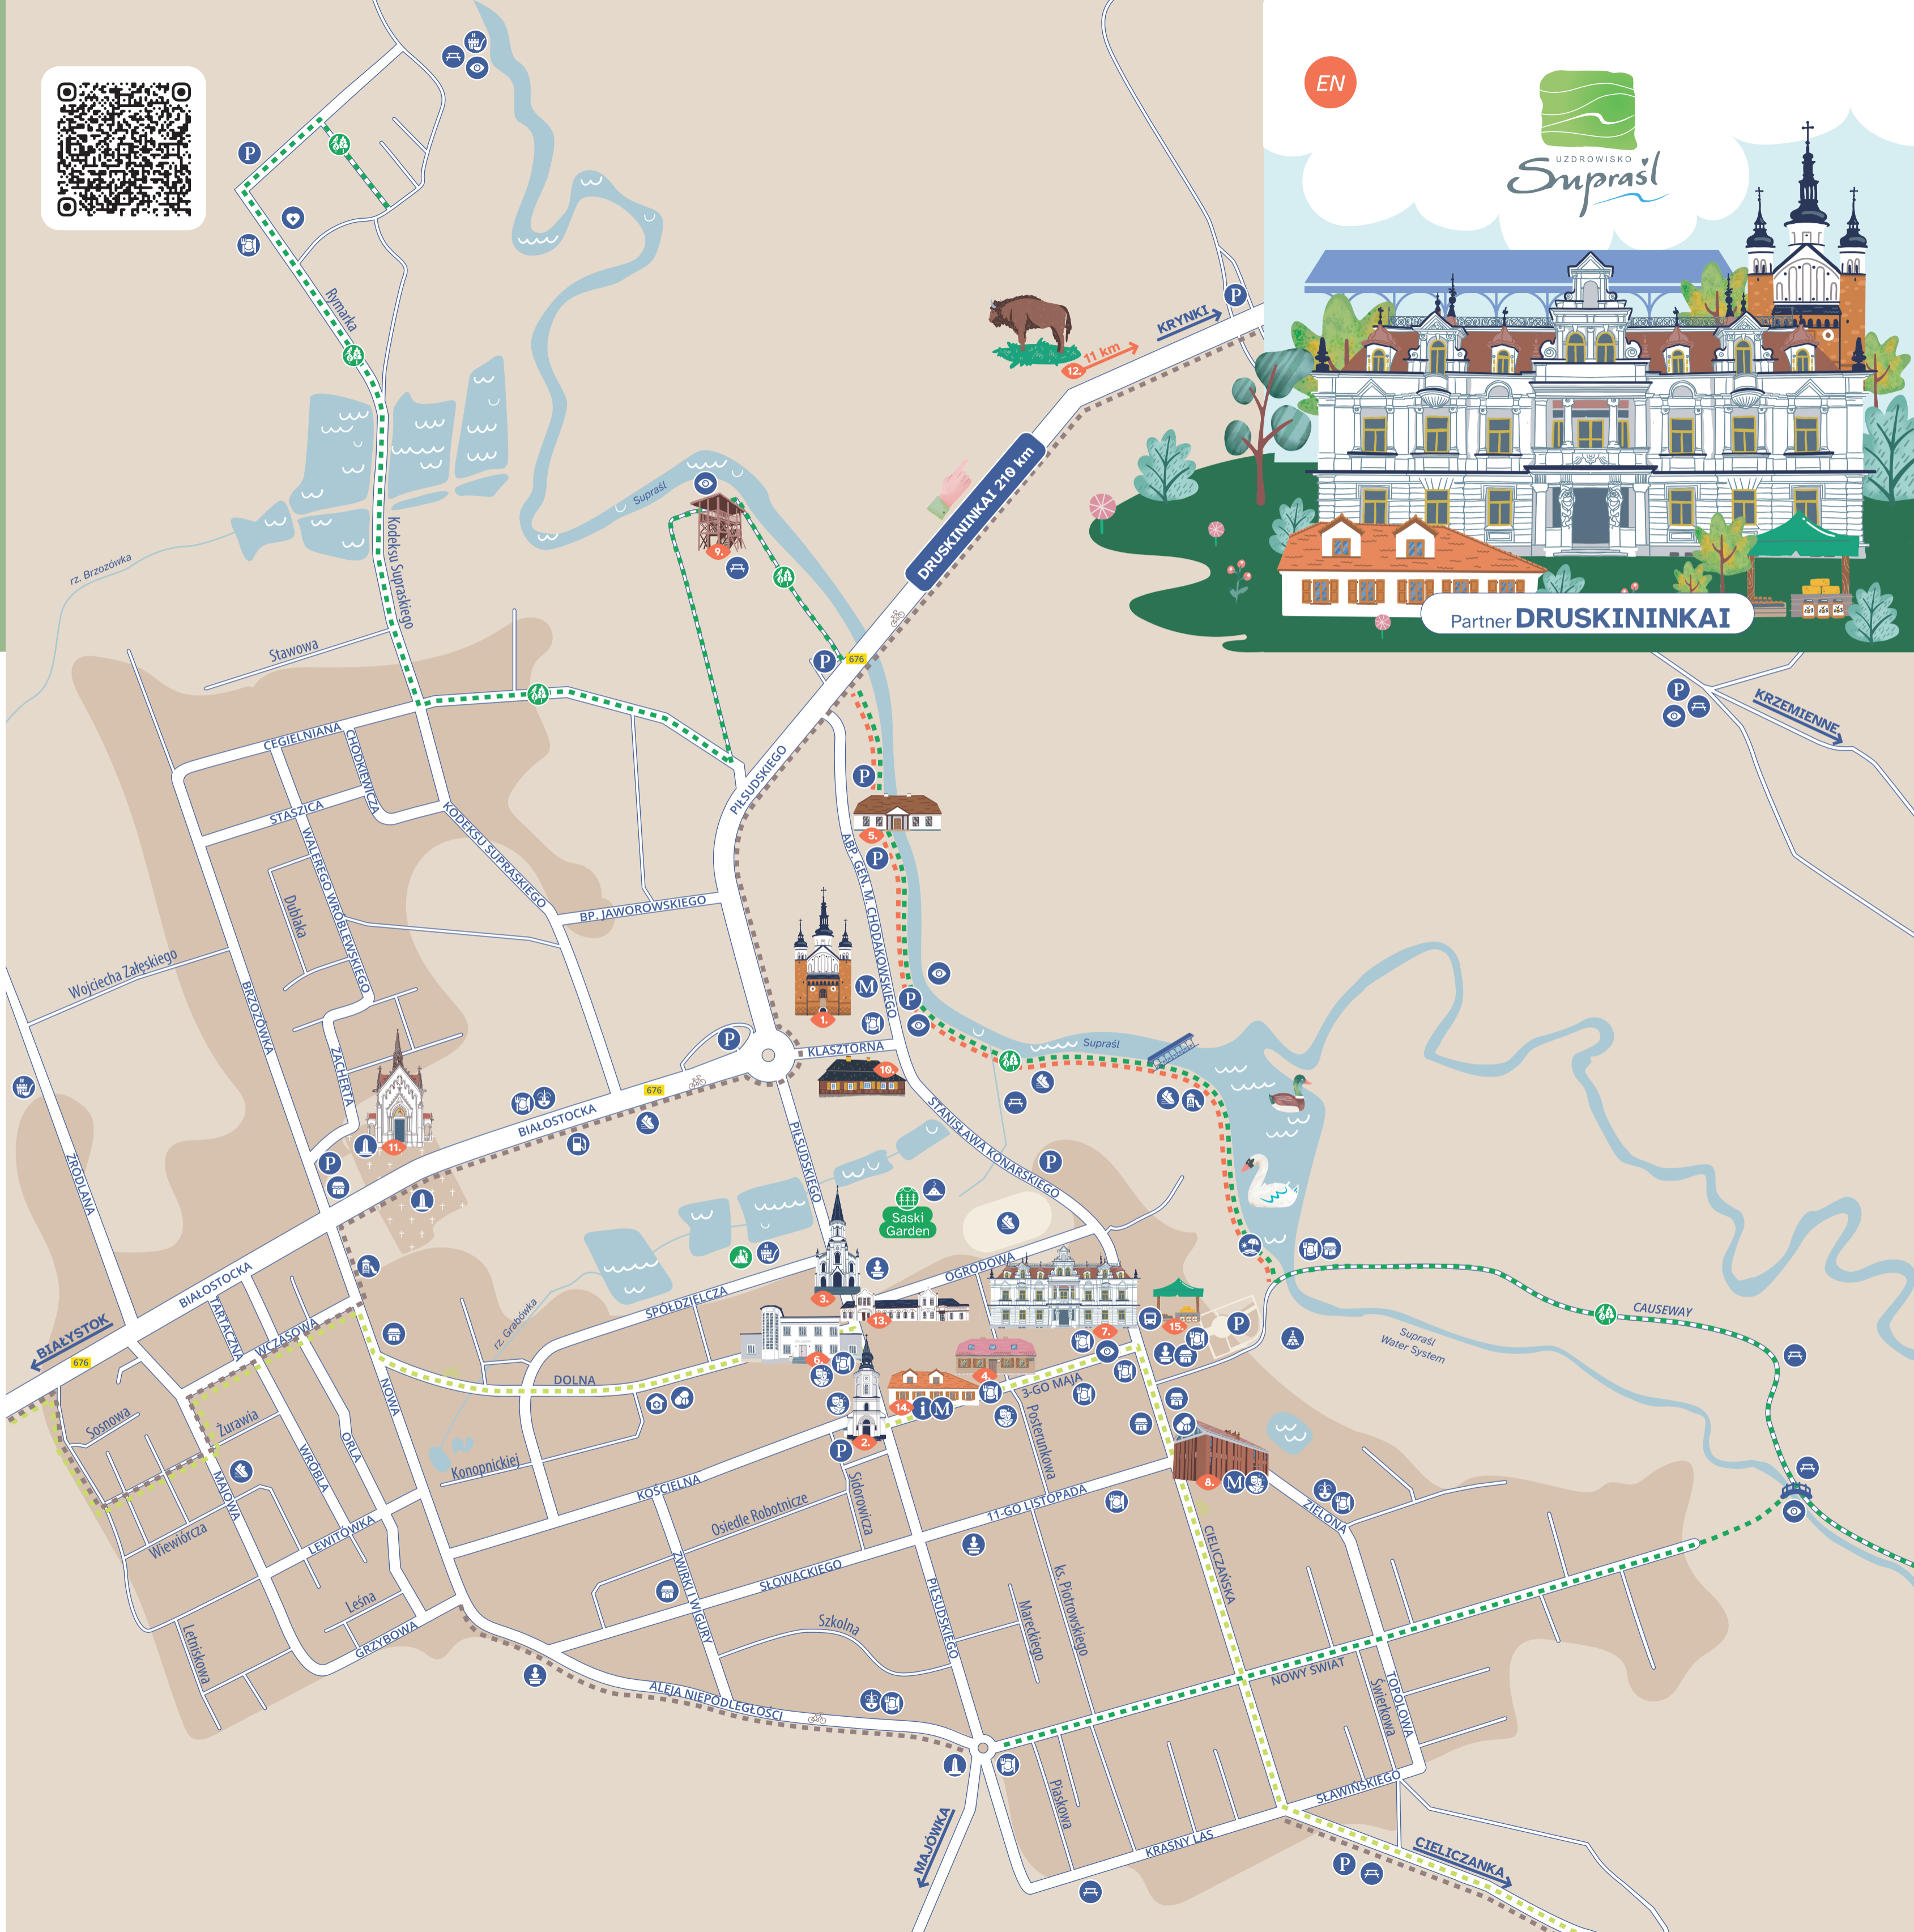 EN
UZDROWISKO
Supraśl
Partner DRUSKININKAI
P
Rymarka
KRYNKI
P
11 km
12.
DRUSKININKAI 210 km
Supraśl
9.
rz. Brzozówka
Kodeksu Supraskiego
Stawowa
P
676
P
KRZEMIENNE
CEGIELNIANA
CHODKIEWICZA
PIŁSUDSKIEGO
P
STASZICA
KODEKSU SUPRASKIEGO
5.
P
WALEREGO WRÓBLEWSKIEGO
ABP. GEN. M. CHODAKOWSKIEGO
Dublaka
BP. JAWOROWSKIEGO
Wojciecha Załęskiego
BRZOZÓWKA
M
P
1.
P
KLASZTORNA
Supraśl
10.
ZACHERTA
676
BIAŁOSTOCKA
STANISŁAWA KONARSKIEGO
11.
P
PIŁSUDSKIEGO
P
ŹRÓDLANA
Saski
Garden
OGRODOWA
BIAŁOSTOCKA
SPÓŁDZIELCZA
3.
13.
rz. Grabówka
CAUSEWAY
BIAŁYSTOK
676
TARTACZNA
WCZASOWA
7.
15.
P
Supraśl
Water System
6.
4.
DOLNA
3-GO MAJA
NOWA
14.
i
M
Sosnowa
Żurawia
2.
P
Posterunkowa
ORLA
WRÓBLA
Konopnickiej
MAJOWA
KOŚCIELNA
Sidorowicza
8.
M
11-GO LISTOPADA
Osiedle Robotnicze
ZIELONA
Wiewiórcza
LEWITÓWKA
CIELICZAŃSKA
ŻWIRKI I WIGURY
SŁOWACKIEGO
PIŁSUDSKIEGO
ks. Piotrowskiego
Leśna
Mareckiego
Szkolna
GRZYBOWA
Letniskowa
NOWY ŚWIAT
ALEJA NIEPODLEGŁOŚCI
Świerkowa
TOPOLOWA
Piaskowa
SŁAWIŃSKIEGO
MAJÓWKA
KRASNY LAS
CIELICZANKA
P